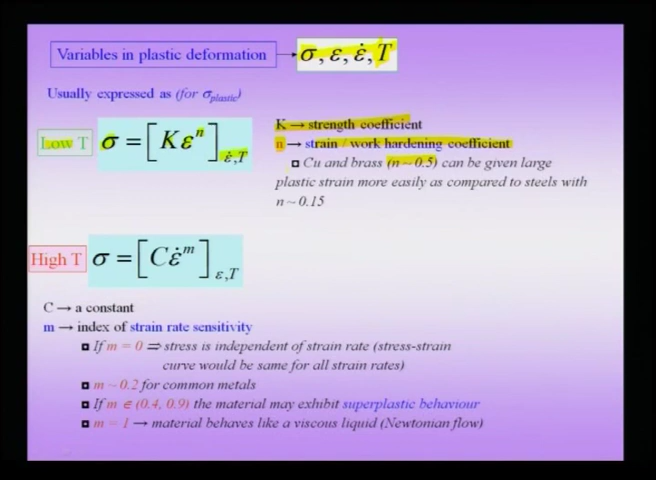 Variables in plastic deformation → σ, ε, ε̇, T
Usually expressed as (for σ_plastic)
Low T σ = [Kεⁿ]_ε̇,T
K → strength coefficient
n → strain / work hardening coefficient
Cu and brass (n ~ 0.5) can be given large
plastic strain more easily as compared to steels with
n ~ 0.15
High T σ = [Cε̇ᵐ]_ε,T
C → a constant
m → index of strain rate sensitivity
If m = 0 ⇒ stress is independent of strain rate (stress-strain
curve would be same for all strain rates)
m ~ 0.2 for common metals
If m ∈ (0.4, 0.9) the material may exhibit superplastic behaviour
m = 1 → material behaves like a viscous liquid (Newtonian flow)